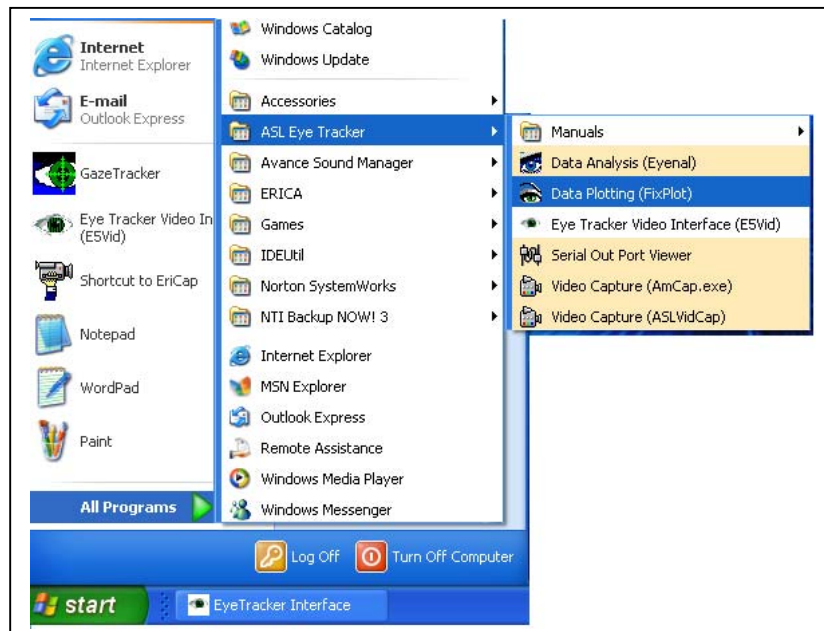 Internet
Internet Explorer
E-mail
Outlook Express
GazeTracker
Eye Tracker Video In
(E5Vid)
Shortcut to EriCap
Notepad
WordPad
Paint
All Programs
Windows Catalog
Windows Update
Accessories
ASL Eye Tracker
Avance Sound Manager
ERICA
Games
IDEUtil
Norton SystemWorks
NTI Backup NOW! 3
Internet Explorer
MSN Explorer
Outlook Express
Remote Assistance
Windows Media Player
Windows Messenger
Manuals
Data Analysis (Eyenal)
Data Plotting (FixPlot)
Eye Tracker Video Interface (E5Vid)
Serial Out Port Viewer
Video Capture (AmCap.exe)
Video Capture (ASLVidCap)
Log Off
Turn Off Computer
start
EyeTracker Interface